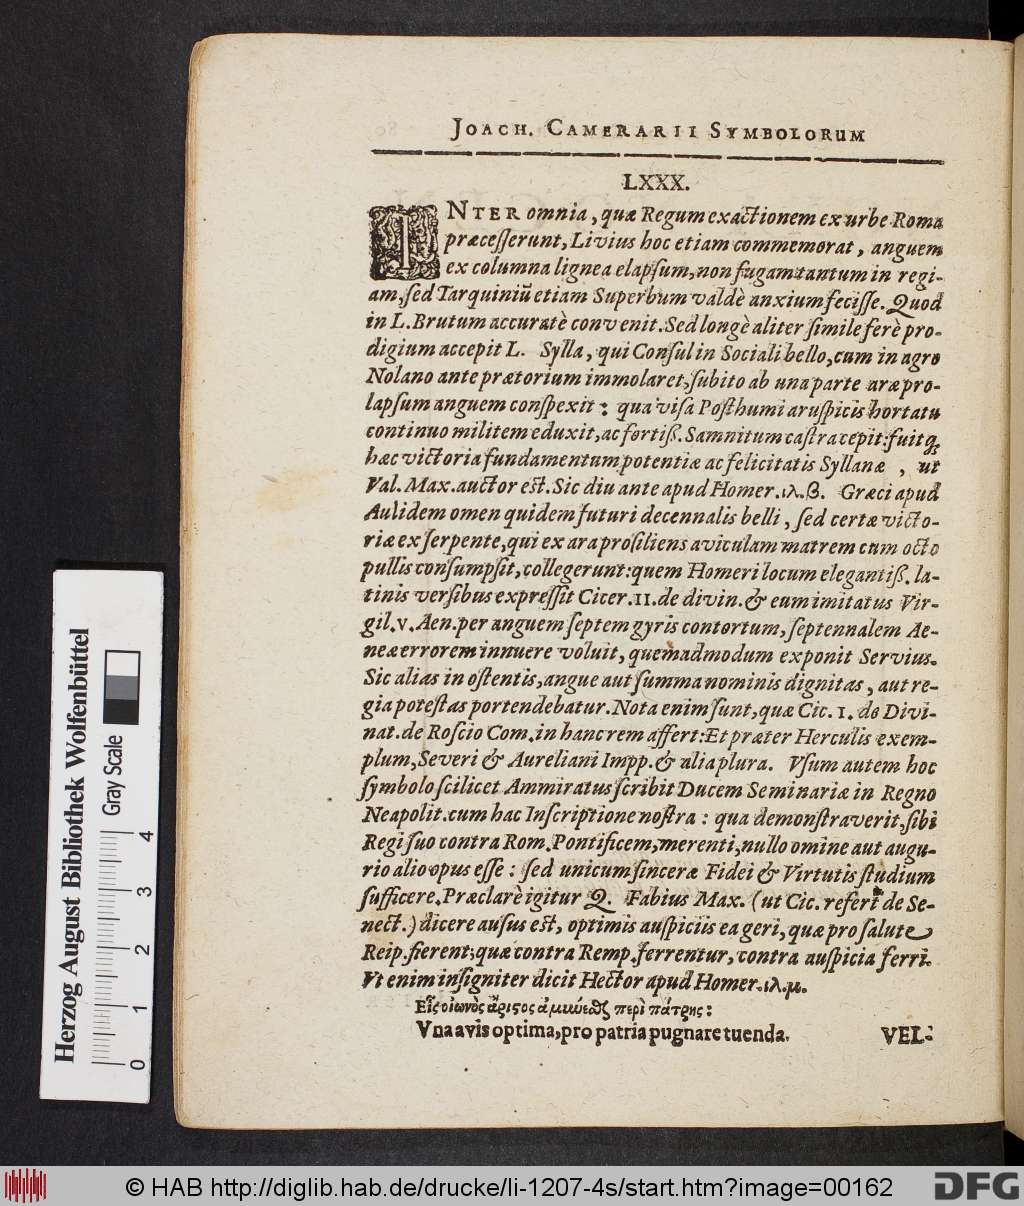 JOACH. CAMERARII SYMBOLORUM
LXXX.
INTER omnia, quæ Regum exactionem ex urbe Roma
præcesserunt, Livius hoc etiam commemorat, anguem
ex columna lignea elapsum, non fugam tantum in regi-
am, sed Tarquiniũ etiam Superbum valdè anxium fecisse. Quod
in L. Brutum accuratè convenit. Sed longè aliter simile ferè pro-
digium accepit L. Sylla, qui Consul in Sociali bello, cum in agro
Nolano ante prætorium immolaret, subito ab una parte aræ pro-
lapsum anguem conspexit: qua visa Posthumi aruspicis hortatu
continuo militem eduxit, ac fortiß. Samnitum castra cepit: fuitq;
hæc victoria fundamentum potentiæ ac felicitatis Syllanæ, ut
Val. Max. auctor est. Sic diu ante apud Homer. ιλ. β. Græci apud
Aulidem omen quidem futuri decennalis belli, sed certæ victo-
riæ ex serpente, qui ex ara prosiliens aviculam matrem cum octo
pullis consumpsit, collegerunt: quem Homeri locum elegantiß. la-
tinis versibus expressit Cicer. II. de divin. & eum imitatus Vir-
gil. V. Aen. per anguem septem gyris contortum, septennalem Ae-
neæ errorem innuere voluit, quemadmodum exponit Servius.
Sic alias in ostentis, angue aut summa nominis dignitas, aut re-
gia potestas portendebatur. Nota enim sunt, quæ Cic. I. de Divi-
nat. de Roscio Com. in hanc rem affert: Et præter Herculis exem-
plum, Severi & Aureliani Impp. & alia plura. Vsum autem hoc
symbolo scilicet Ammiratus scribit Ducem Seminariæ in Regno
Neapolit. cum hac Inscriptione nostra: qua demonstraverit, sibi
Regi suo contra Rom. Pontificem, merenti, nullo omine aut augu-
rio alio opus esse: sed unicum sinceræ Fidei & Virtutis studium
sufficere. Præclarè igitur Q. Fabius Max. (ut Cic. refert de Se-
nect.) dicere ausus est, optimis auspiciis ea geri, quæ pro salute
Reip. fierent; quæ contra Remp. ferrentur, contra auspicia ferri.
Vt enim insigniter dicit Hector apud Homer. ιλ. μ.
Εἷς οἰωνὸς ἄριστος ἀμύνεσθαι περὶ πάτρης:
Vna avis optima, pro patria pugnare tuenda.
VEL:
Herzog August Bibliothek Wolfenbüttel
Gray Scale
0 1 2 3 4
© HAB http://diglib.hab.de/drucke/li-1207-4s/start.htm?image=00162
DFG